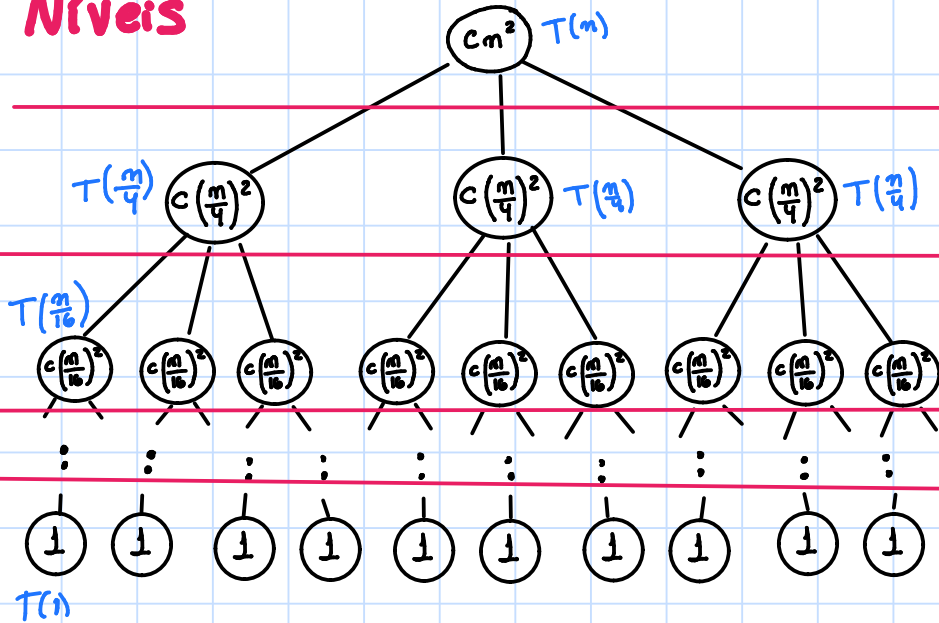 Níveis
cn² T(n)
T(n/4) c(n/4)² c(n/4)² T(n/4) c(n/4)² T(n/4)
T(n/16)
c(n/16)² c(n/16)² c(n/16)² c(n/16)² c(n/16)² c(n/16)² c(n/16)² c(n/16)² c(n/16)²
1 1 1 1 1 1 1 1 1 1
T(1)